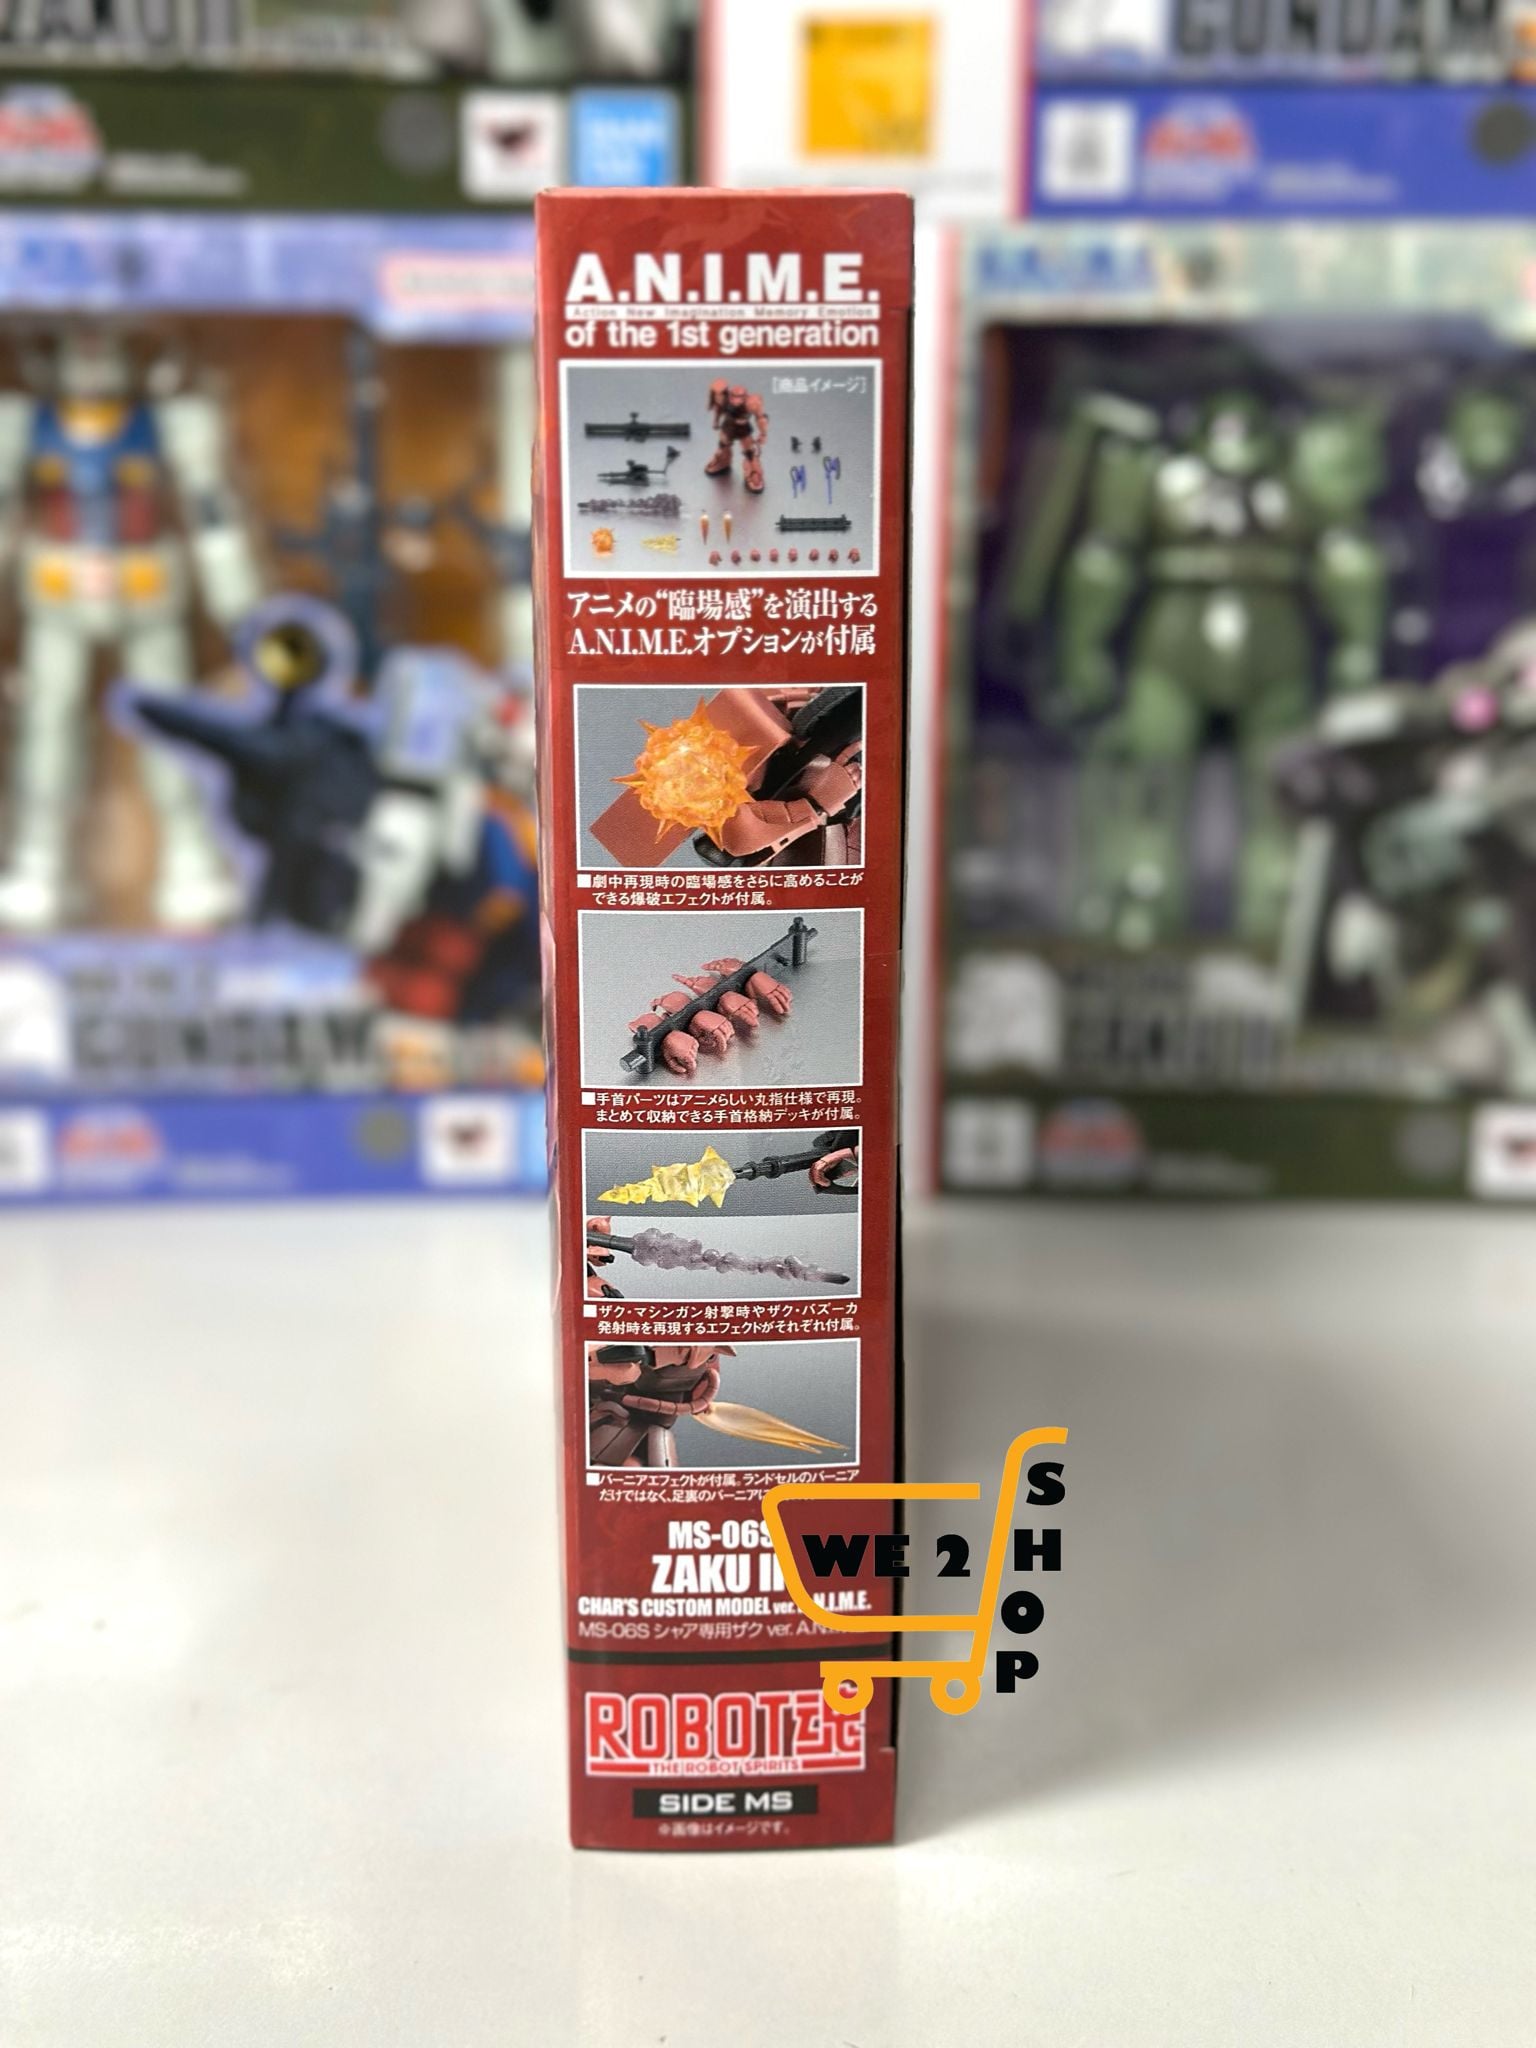 A.N.I.M.E.
Action New Imagination Memory Emotion
of the 1st generation
[商品イメージ]
アニメの“臨場感”を演出する
A.N.I.M.E.オプションが付属
■劇中再現時の臨場感をさらに高めることが
できる爆破エフェクトが付属。
■手首パーツはアニメらしい丸指仕様で再現。
まとめて収納できる手首格納デッキが付属。
■ザク・マシンガン射撃時やザク・バズーカ
発射時を再現するエフェクトがそれぞれ付属。
■バーニアエフェクトが付属。ランドセルのバーニア
だけではなく、足裏のバーニアに
MS-06S
ZAKU II
CHAR'S CUSTOM MODEL ver. A.N.I.M.E.
MS-06S シャア専用ザク ver. A.N.
ROBOT魂
THE ROBOT SPIRITS
SIDE MS
※画像はイメージです。
WE 2
SHOP
ZAKU II
GUNDAM
GUNDAM
ZAKU II